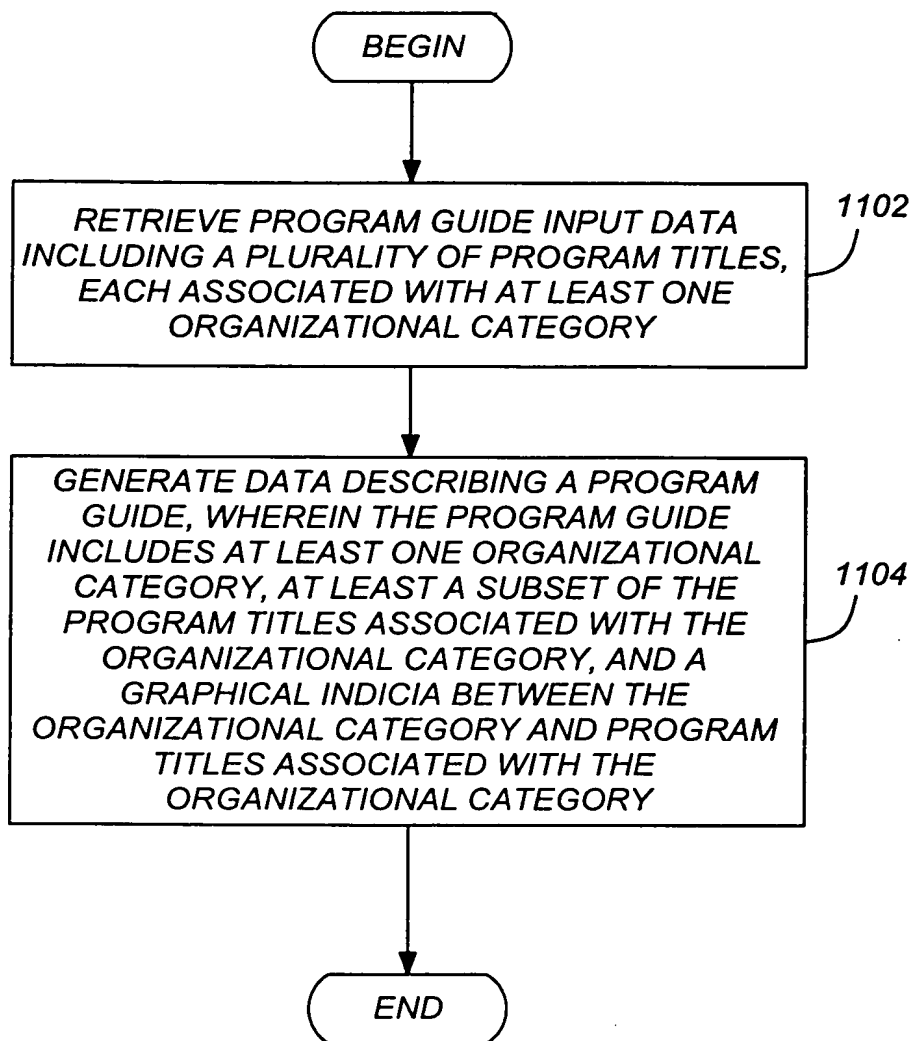 BEGIN
RETRIEVE PROGRAM GUIDE INPUT DATA
INCLUDING A PLURALITY OF PROGRAM TITLES,
EACH ASSOCIATED WITH AT LEAST ONE
ORGANIZATIONAL CATEGORY
1102
GENERATE DATA DESCRIBING A PROGRAM
GUIDE, WHEREIN THE PROGRAM GUIDE
INCLUDES AT LEAST ONE ORGANIZATIONAL
CATEGORY, AT LEAST A SUBSET OF THE
PROGRAM TITLES ASSOCIATED WITH THE
ORGANIZATIONAL CATEGORY, AND A
GRAPHICAL INDICIA BETWEEN THE
ORGANIZATIONAL CATEGORY AND PROGRAM
TITLES ASSOCIATED WITH THE
ORGANIZATIONAL CATEGORY
1104
END